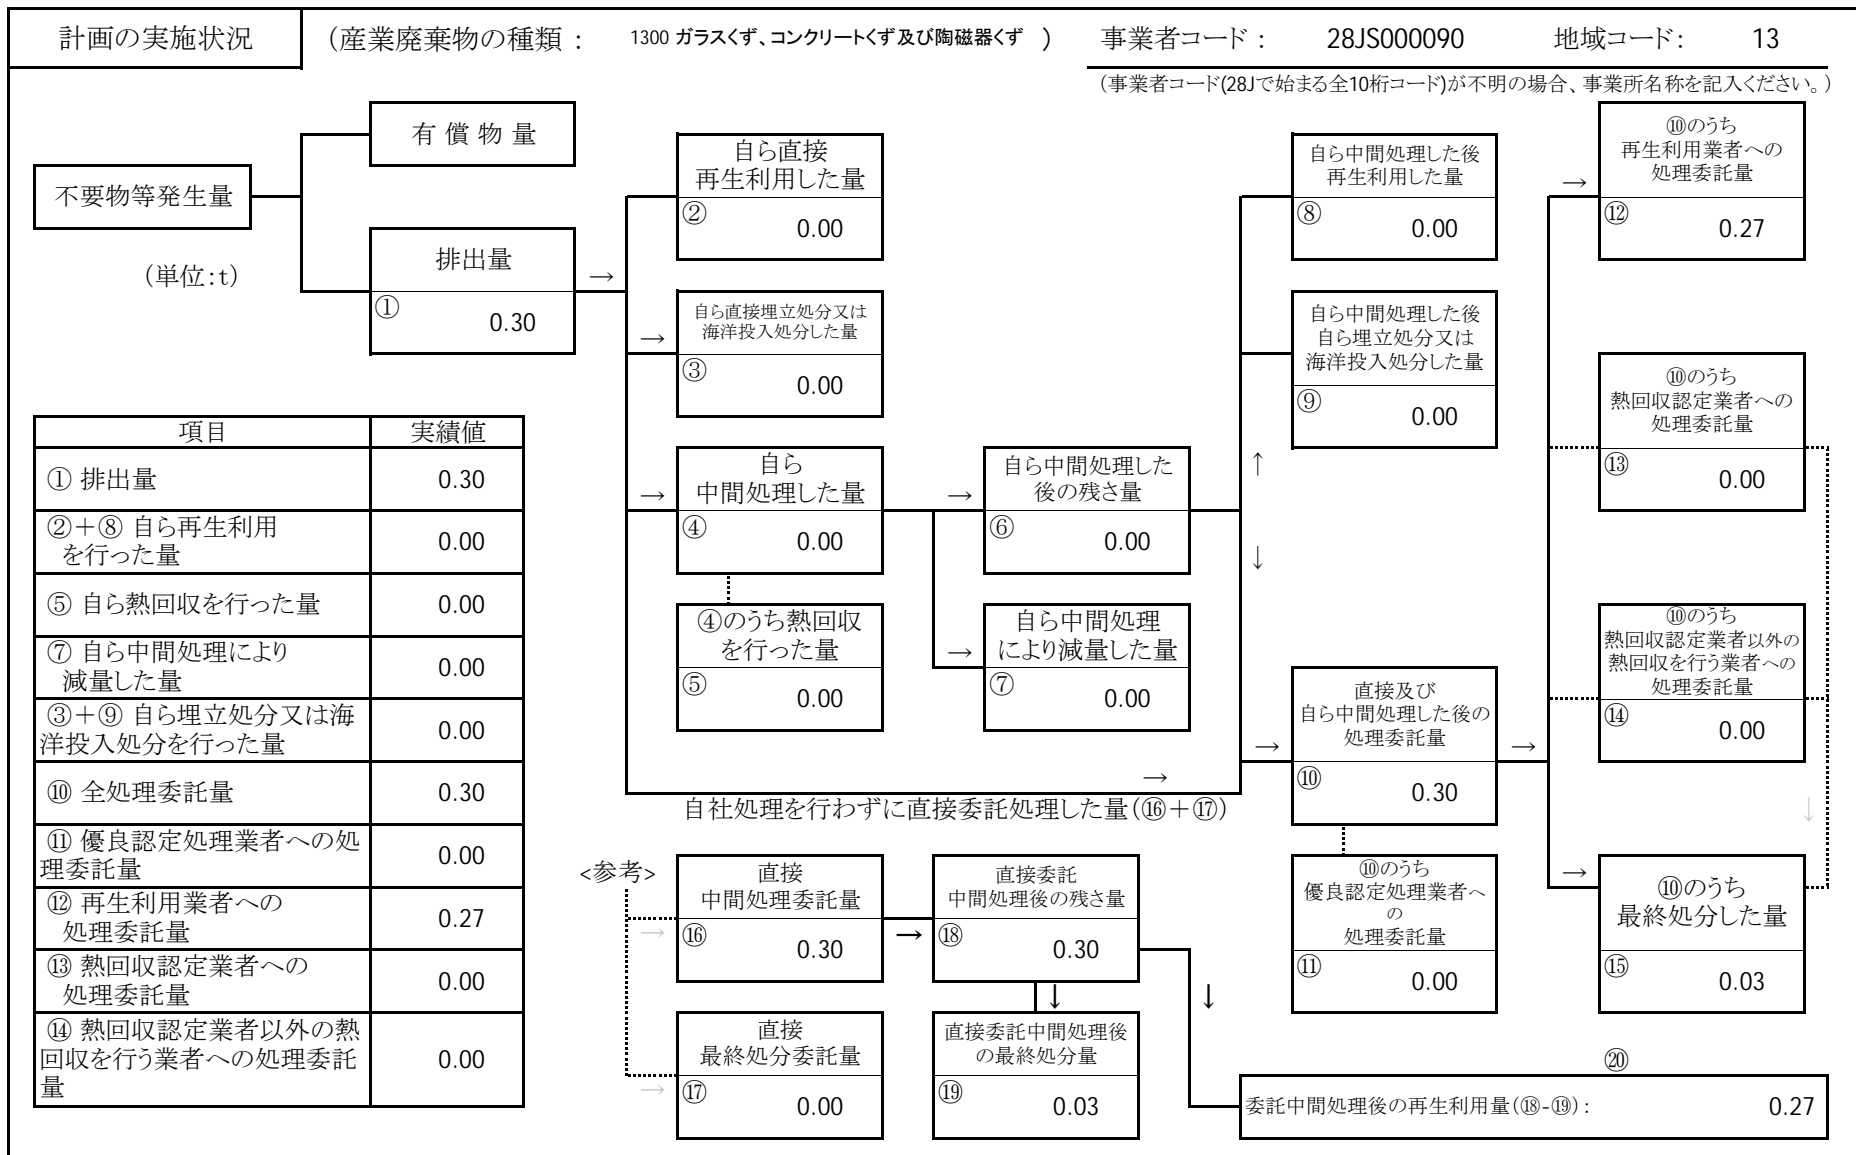 計画の実施状況
（産業廃棄物の種類： 1300 ガラスくず、コンクリートくず及び陶磁器くず ）
事業者コード： 28JS000090 地域コード： 13
（事業者コード(28Jで始まる全10桁コード)が不明の場合、事業所名称を記入ください。）
不要物等発生量
（単位：t）
有 償 物 量
排出量
① 0.30
→
自ら直接
再生利用した量
② 0.00
→
自ら直接埋立処分又は
海洋投入処分した量
③ 0.00
→
自ら
中間処理した量
④ 0.00
④のうち熱回収
を行った量
⑤ 0.00
→
自ら中間処理した
後の残さ量
⑥ 0.00
→
自ら中間処理
により減量した量
⑦ 0.00
→
自社処理を行わずに直接委託処理した量（⑯＋⑰）
自ら中間処理した後
再生利用した量
⑧ 0.00
自ら中間処理した後
自ら埋立処分又は
海洋投入処分した量
⑨ 0.00
↑
↓
→
直接及び
自ら中間処理した後の
処理委託量
⑩ 0.30
→
⑩のうち
優良認定処理業者へ
の
処理委託量
⑪ 0.00
→
⑩のうち
再生利用業者への
処理委託量
⑫ 0.27
⑩のうち
熱回収認定業者への
処理委託量
⑬ 0.00
⑩のうち
熱回収認定業者以外の
熱回収を行う業者への
処理委託量
⑭ 0.00
↓
→
⑩のうち
最終処分した量
⑮ 0.03
項目 実績値
① 排出量 0.30
②＋⑧ 自ら再生利用
を行った量 0.00
⑤ 自ら熱回収を行った量 0.00
⑦ 自ら中間処理により
減量した量 0.00
③＋⑨ 自ら埋立処分又は海
洋投入処分を行った量 0.00
⑩ 全処理委託量 0.30
⑪ 優良認定処理業者への処
理委託量 0.00
⑫ 再生利用業者への
処理委託量 0.27
⑬ 熱回収認定業者への
処理委託量 0.00
⑭ 熱回収認定業者以外の熱
回収を行う業者への処理委託
量 0.00
<参考>
→
直接
中間処理委託量
⑯ 0.30
→
直接委託
中間処理後の残さ量
⑱ 0.30
↓
↓
→
直接
最終処分委託量
⑰ 0.00
直接委託中間処理後
の最終処分量
⑲ 0.03
⑳
委託中間処理後の再生利用量（⑱-⑲）： 0.27